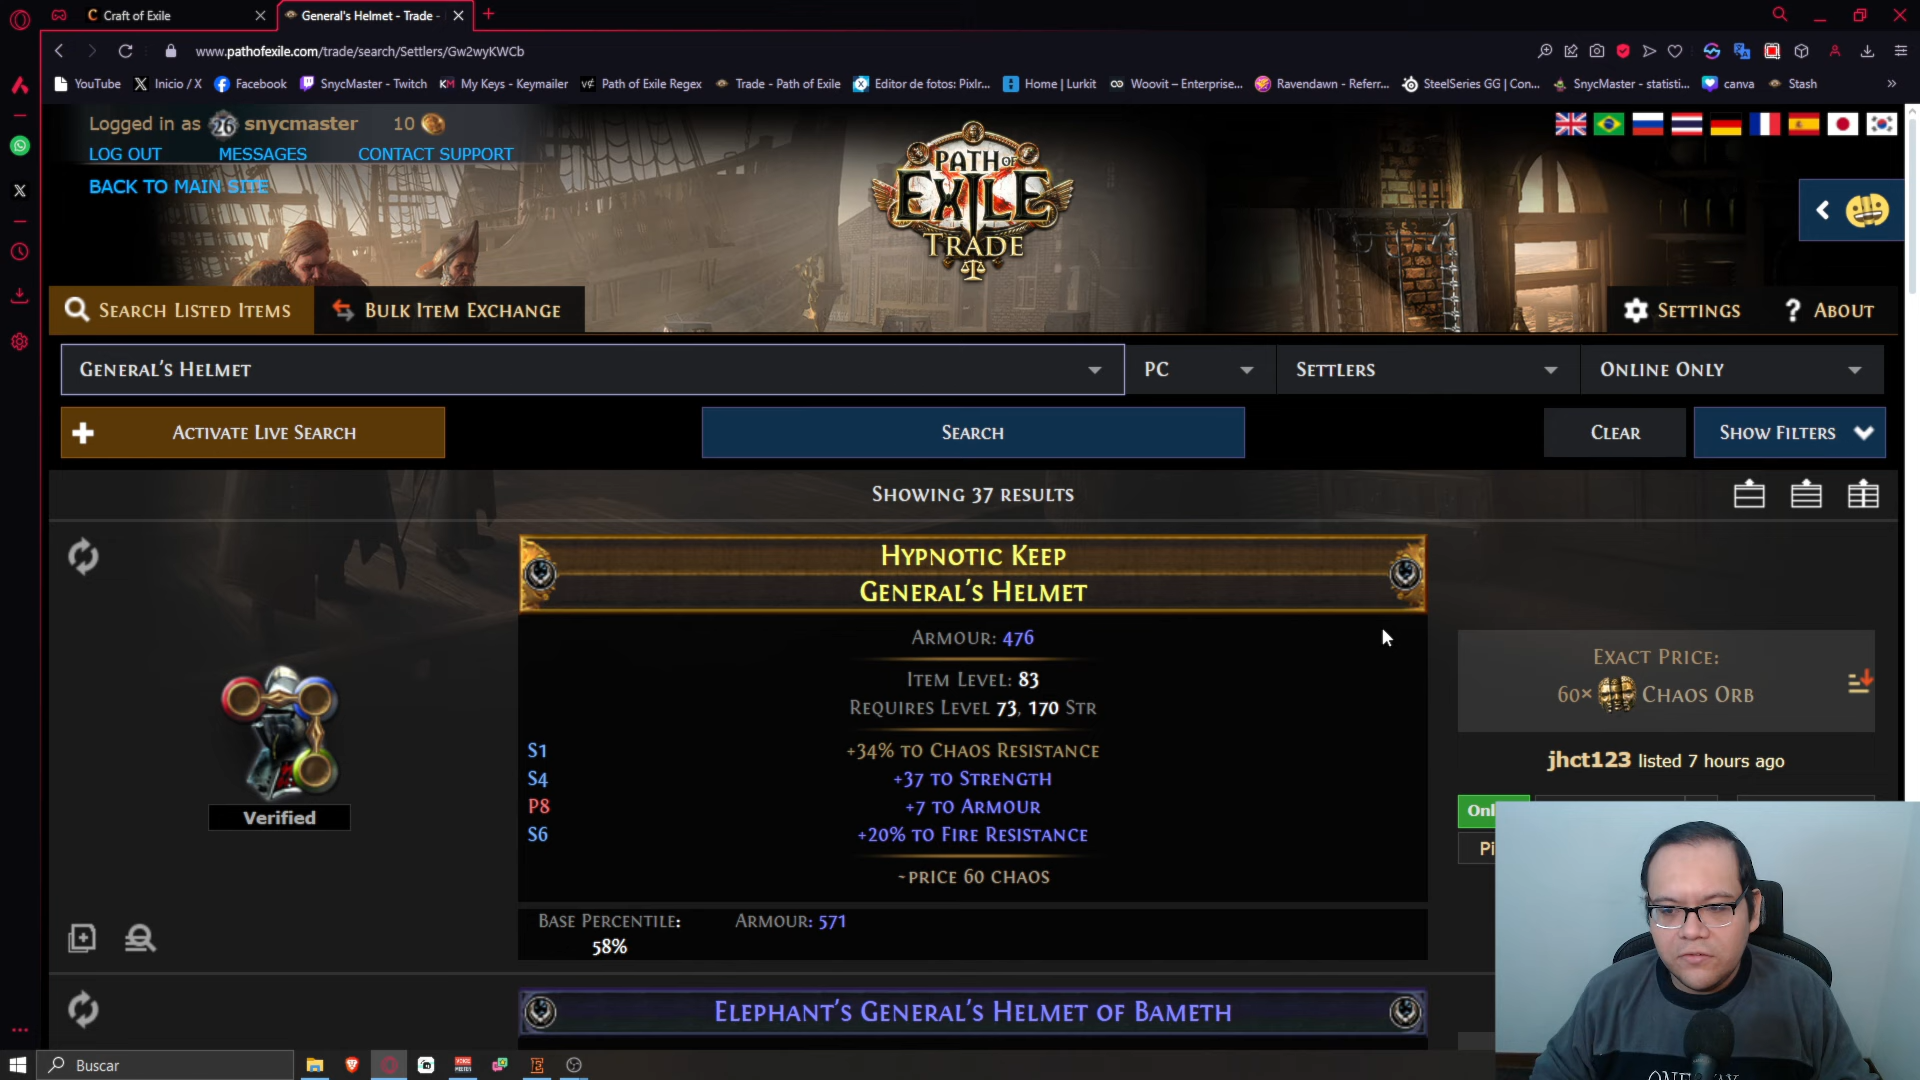 Craft of Exile
General's Helmet - Trade -
www.pathofexile.com/trade/search/Settlers/Gw2wyKWCb
YouTube
Inicio / X
Facebook
SnycMaster - Twitch
KM My Keys - Keymailer
Path of Exile Regex
Trade - Path of Exile
Editor de fotos: Pixlr...
Home | Lurkit
Woovit – Enterprise...
Ravendawn - Referr...
SteelSeries GG | Con...
SnycMaster - statisti...
canva
Stash
Logged in as 26 snycmaster 10
LOG OUT
MESSAGES
CONTACT SUPPORT
BACK TO MAIN SITE
PATH OF EXILE TRADE
SEARCH LISTED ITEMS
BULK ITEM EXCHANGE
SETTINGS
ABOUT
GENERAL'S HELMET
PC
SETTLERS
ONLINE ONLY
ACTIVATE LIVE SEARCH
SEARCH
CLEAR
SHOW FILTERS
SHOWING 37 RESULTS
HYPNOTIC KEEP
GENERAL'S HELMET
ARMOUR: 476
ITEM LEVEL: 83
REQUIRES LEVEL 73, 170 STR
S1 +34% TO CHAOS RESISTANCE
S4 +37 TO STRENGTH
P8 +7 TO ARMOUR
S6 +20% TO FIRE RESISTANCE
~PRICE 60 CHAOS
BASE PERCENTILE: 58%
ARMOUR: 571
Verified
EXACT PRICE:
60× CHAOS ORB
jhct123 listed 7 hours ago
Onl
Pi
ELEPHANT'S GENERAL'S HELMET OF BAMETH
Buscar